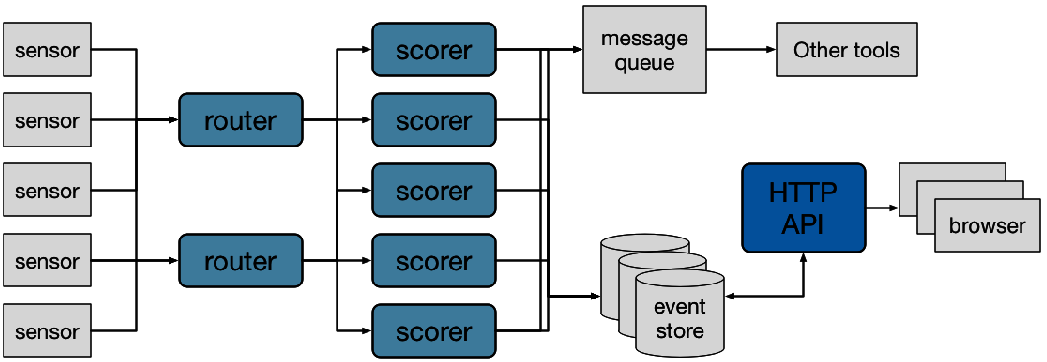 sensor
sensor
sensor
sensor
sensor
router
router
scorer
scorer
scorer
scorer
scorer
message
queue
Other tools
HTTP
API
browser
event
store